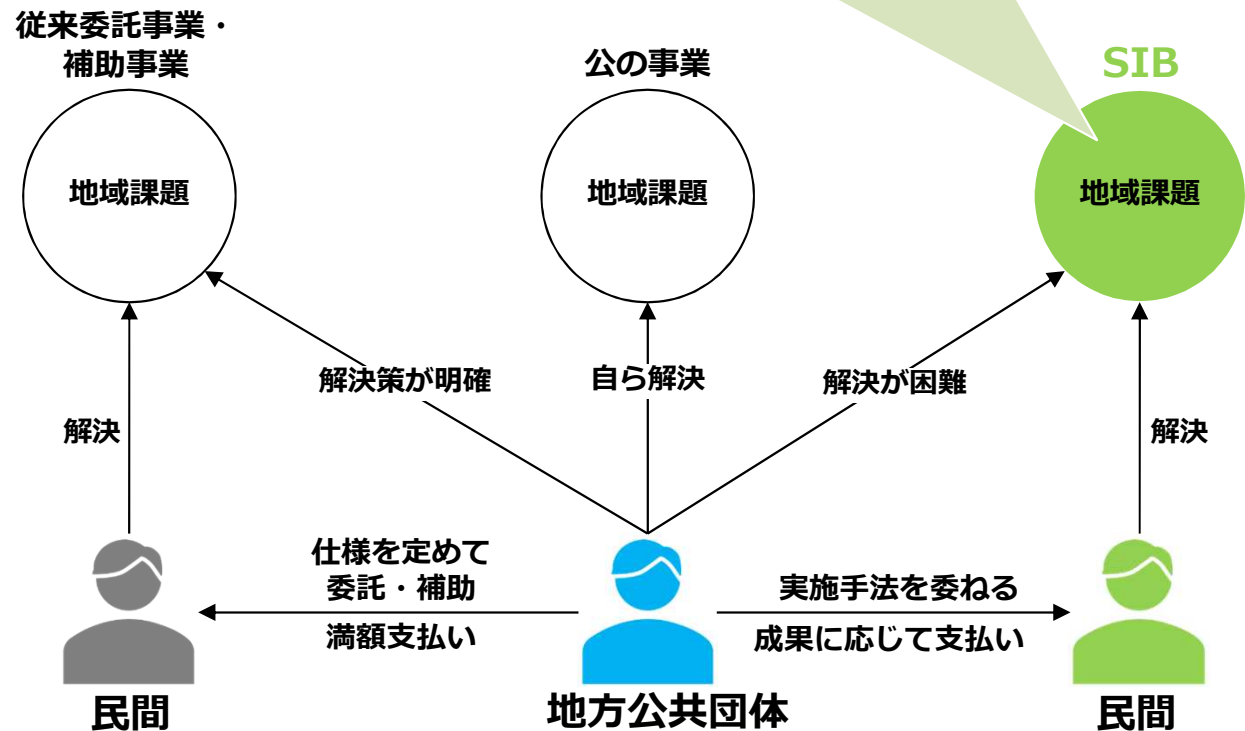 従来委託事業・
補助事業
公の事業
SIB
地域課題
地域課題
地域課題
解決策が明確
自ら解決
解決が困難
解決
解決
仕様を定めて
委託・補助
満額支払い
実施手法を委ねる
成果に応じて支払い
民間
地方公共団体
民間